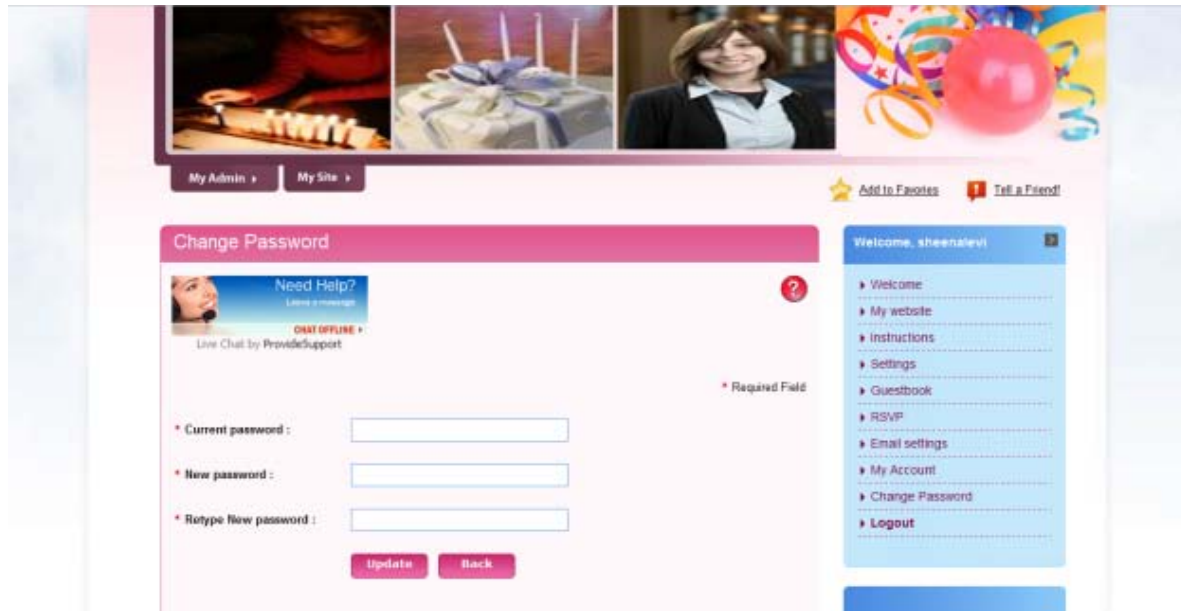 My Admin
My Site
Add to Favories
Tell a Friend!
Change Password
Need Help?
Leave a message
CHAT OFFLINE
Live Chat by ProvideSupport
* Required Field
* Current password :
* New password :
* Retype New password :
Update
Back
Welcome, sheenalevi
Welcome
My website
Instructions
Settings
Guestbook
RSVP
Email settings
My Account
Change Password
Logout